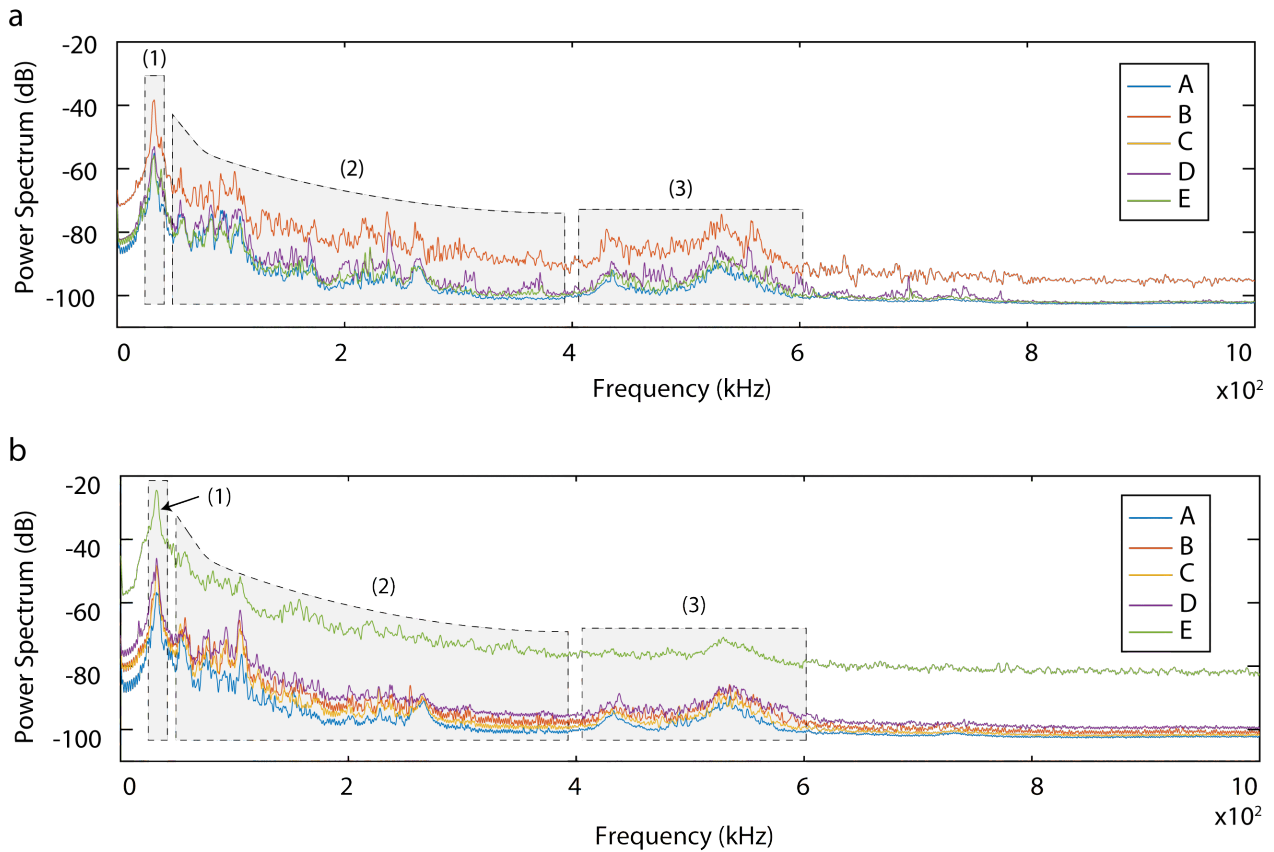 a
Power Spectrum (dB)
-20
-40
-60
-80
-100
(1)
(2)
(3)
A
B
C
D
E
0 2 4 6 8 10
Frequency (kHz)
x10²
b
Power Spectrum (dB)
-20
-40
-60
-80
-100
(1)
(2)
(3)
A
B
C
D
E
0 2 4 6 8 10
x10²
Frequency (kHz)